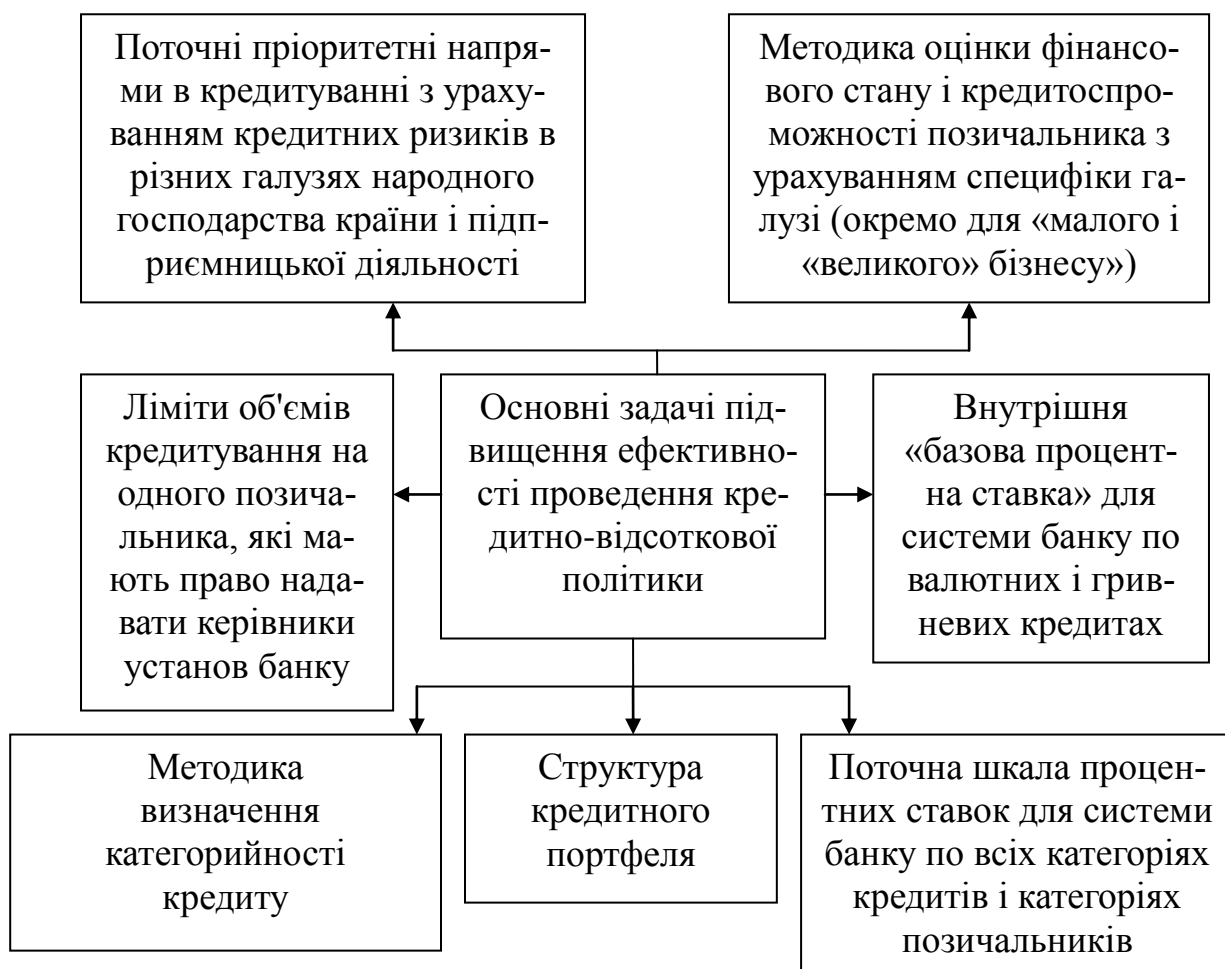 Поточні пріоритетні напря-
ми в кредитуванні зураху-
ванням кредитних ризиків в
різних галузях народного
господарства країни і підп-
риємницької діяльності
Методика оцінки фінансо-
вого стану і кредитоспро-
можності позичальника з
урахуванням специфіки га-
лузі (окремо для «малого і
«великого» бізнесу»)
Ліміти об'ємів
кредитування на
одного позича-
льника, які ма-
ють право нада-
вати керівники
установ банку
Основні задачі під-
вищення ефективно-
сті проведення кре-
дитно-відсоткової
політики
Внутрішня
«базова процент-
на ставка» для
системи банку по
валютних і грив-
невих кредитах
Методика
визначення
категорийності
кредиту
Структура
кредитного
портфеля
Поточна шкала процен-
тних ставок для системи
банку по всіх категоріях
кредитів і категоріях
позичальників